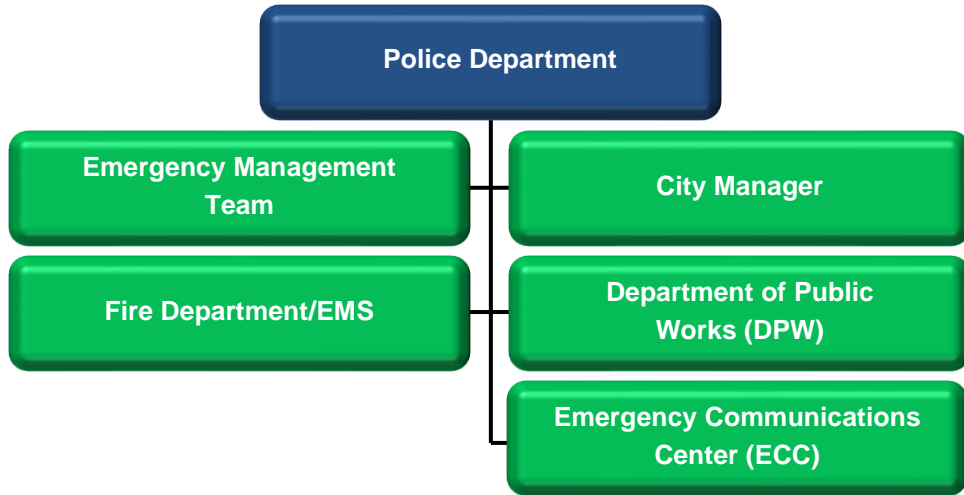 Police Department
Emergency Management
Team
City Manager
Fire Department/EMS
Department of Public
Works (DPW)
Emergency Communications
Center (ECC)